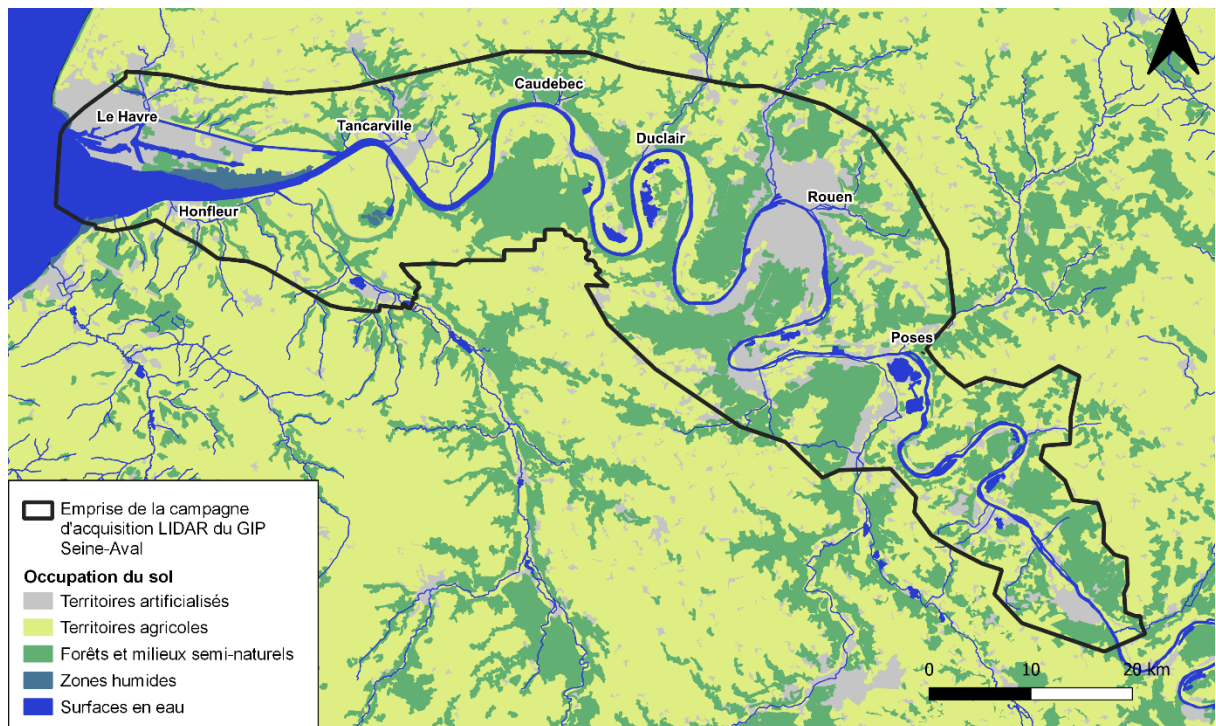 Caudebec
Le Havre
Tancarville
Duclair
Rouen
Honfleur
Poses
Emprise de la campagne
d'acquisition LIDAR du GIP
Seine-Aval
Occupation du sol
Territoires artificialisés
Territoires agricoles
Forêts et milieux semi-naturels
Zones humides
Surfaces en eau
0 10 20 km